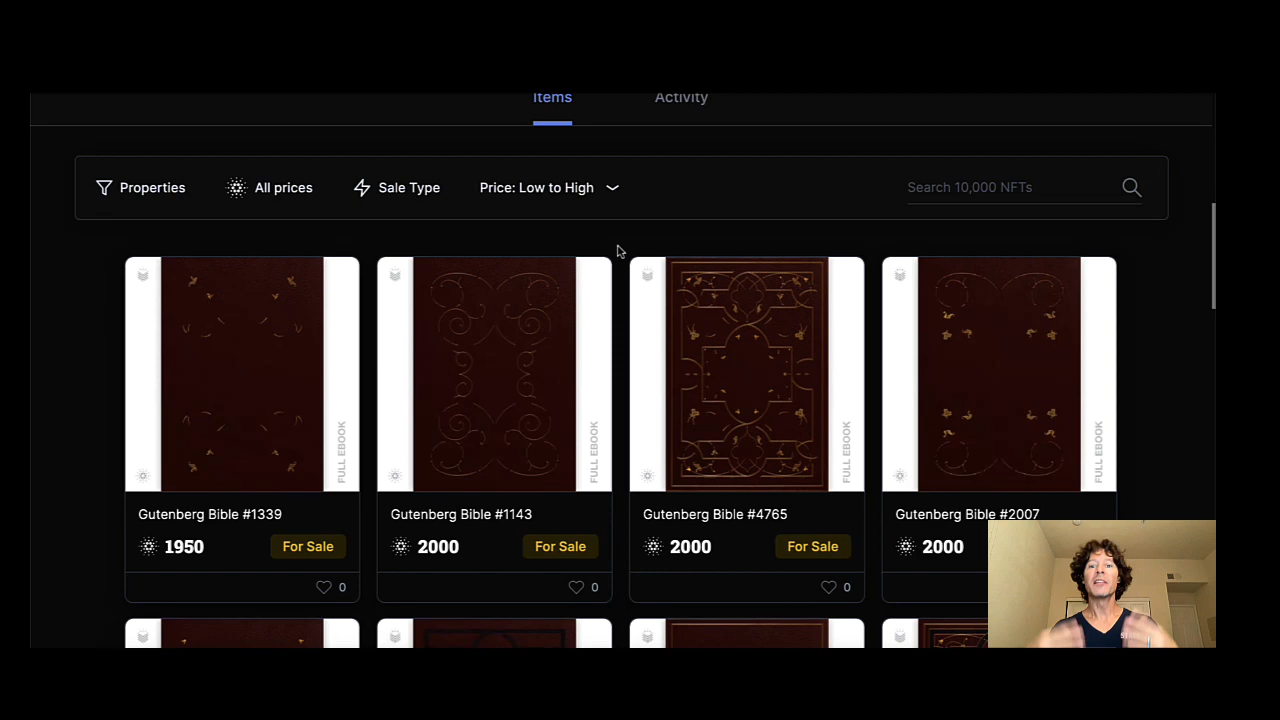 Items
Activity
Properties
All prices
Sale Type
Price: Low to High
Search 10,000 NFTs
FULL EBOOK
FULL EBOOK
FULL EBOOK
FULL EBOOK
Gutenberg Bible #1339
Gutenberg Bible #1143
Gutenberg Bible #4765
Gutenberg Bible #2007
1950
For Sale
2000
For Sale
2000
For Sale
2000
0
0
0